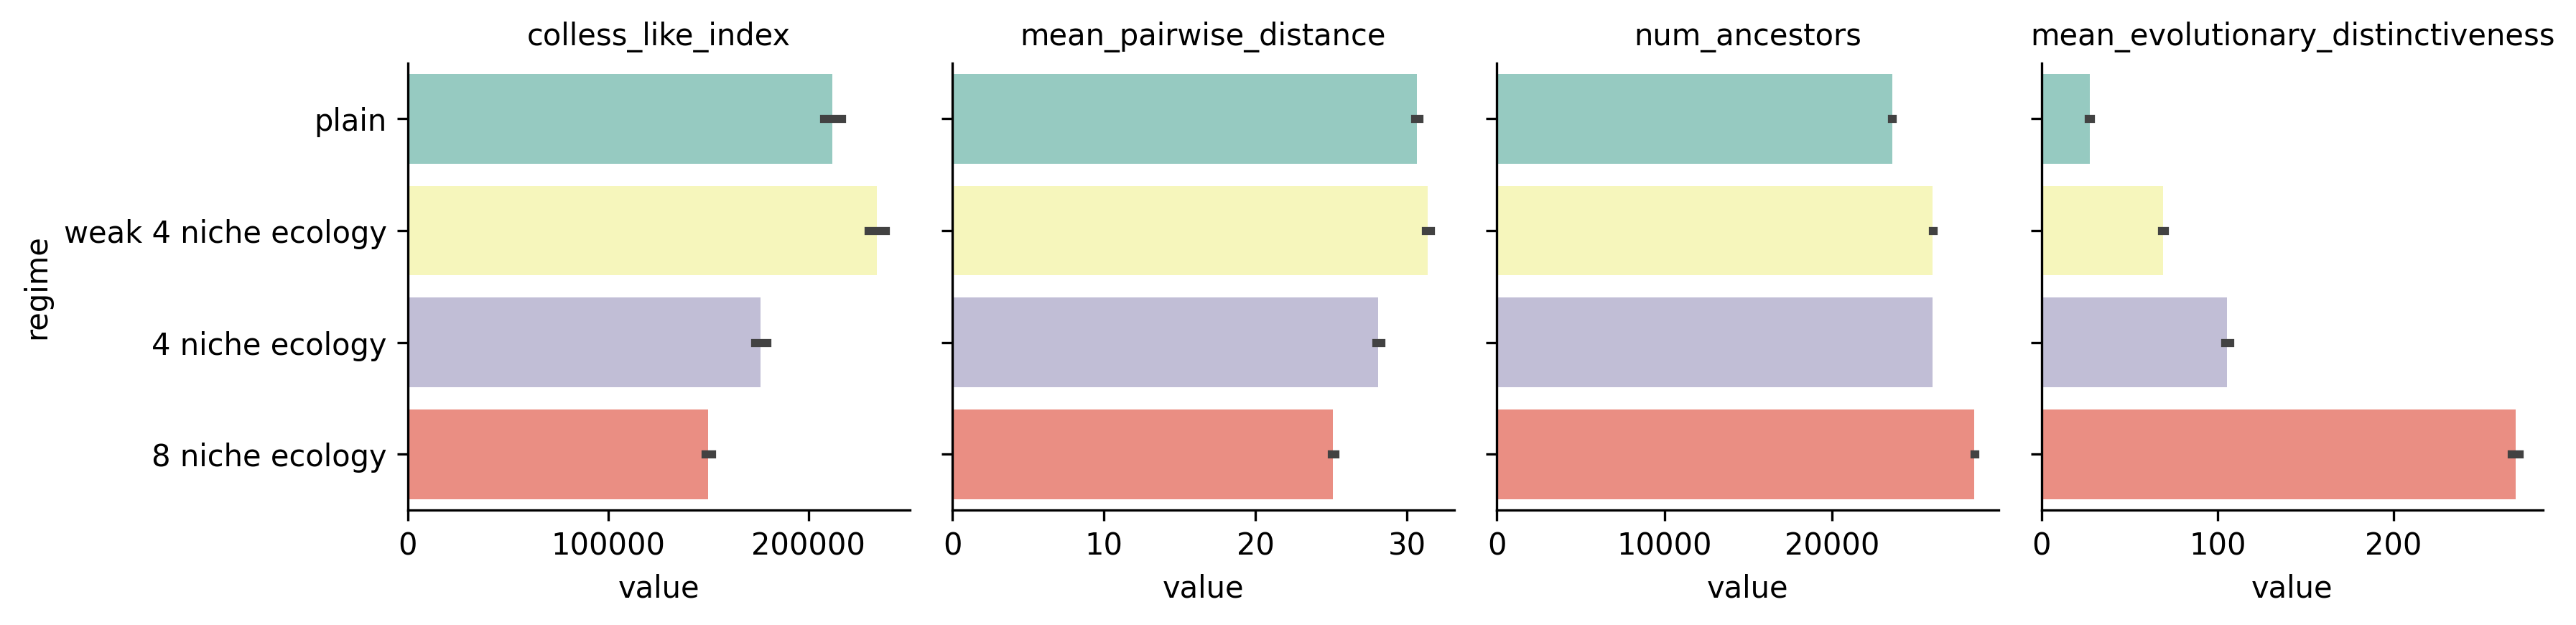 colless_like_index
mean_pairwise_distance
num_ancestors
mean_evolutionary_distinctiveness
regime
plain
weak 4 niche ecology
4 niche ecology
8 niche ecology
0 100000 200000
0 10 20 30
0 10000 20000
0 100 200
value
value
value
value